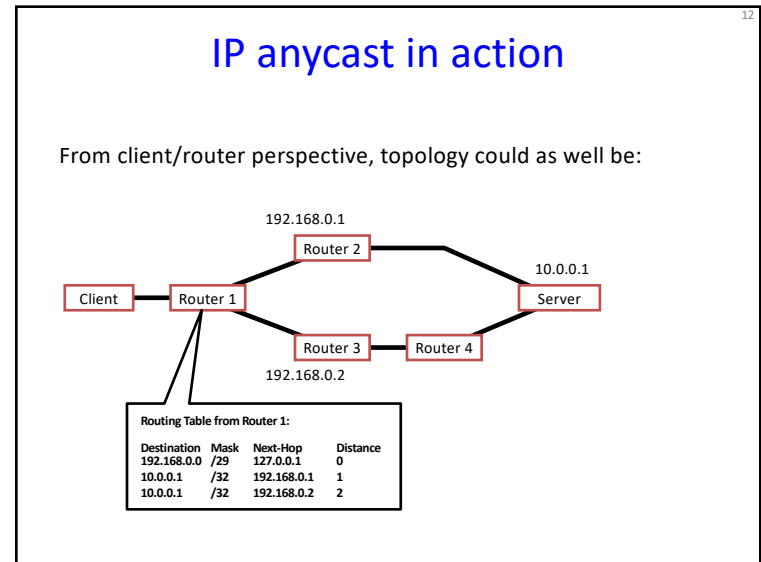 12
IP anycast in action
From client/router perspective, topology could as well be:
192.168.0.1
Router 2
10.0.0.1
Client
Router 1
Server
Router 3
Router 4
192.168.0.2
Routing Table from Router 1:
Destination Mask Next-Hop Distance
192.168.0.0 /29 127.0.0.1 0
10.0.0.1 /32 192.168.0.1 1
10.0.0.1 /32 192.168.0.2 2